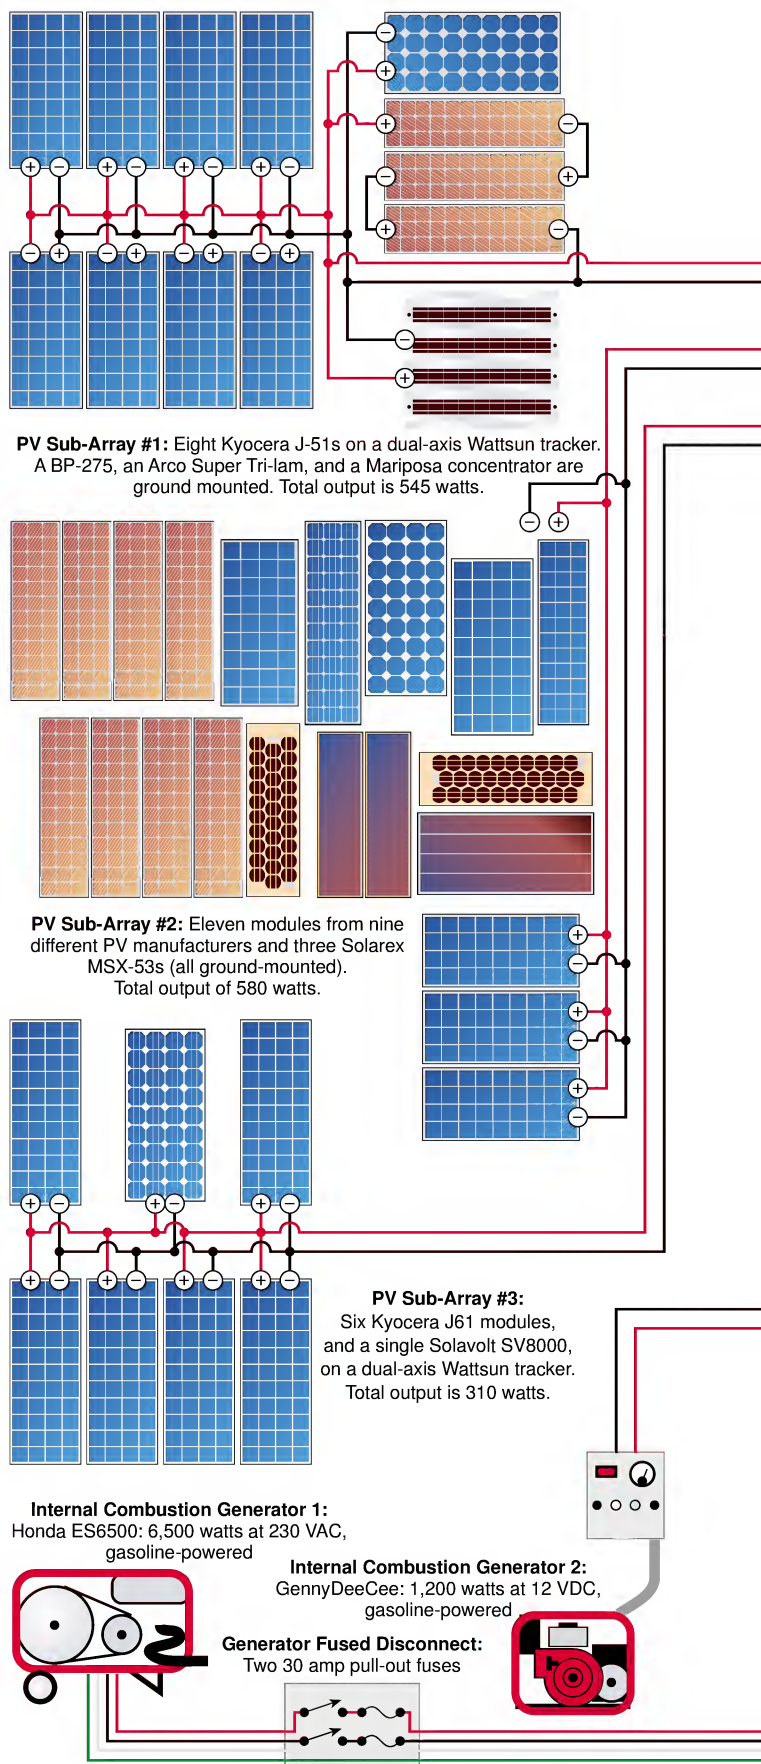 PV Sub-Array #1: Eight Kyocera J-51s on a dual-axis Wattsun tracker.
A BP-275, an Arco Super Tri-lam, and a Mariposa concentrator are
ground mounted. Total output is 545 watts.
PV Sub-Array #2: Eleven modules from nine
different PV manufacturers and three Solarex
MSX-53s (all ground-mounted).
Total output of 580 watts.
PV Sub-Array #3:
Six Kyocera J61 modules,
and a single Solavolt SV8000,
on a dual-axis Wattsun tracker.
Total output is 310 watts.
Internal Combustion Generator 1:
Honda ES6500: 6,500 watts at 230 VAC,
gasoline-powered
Internal Combustion Generator 2:
GennyDeeCee: 1,200 watts at 12 VDC,
gasoline-powered
Generator Fused Disconnect:
Two 30 amp pull-out fuses